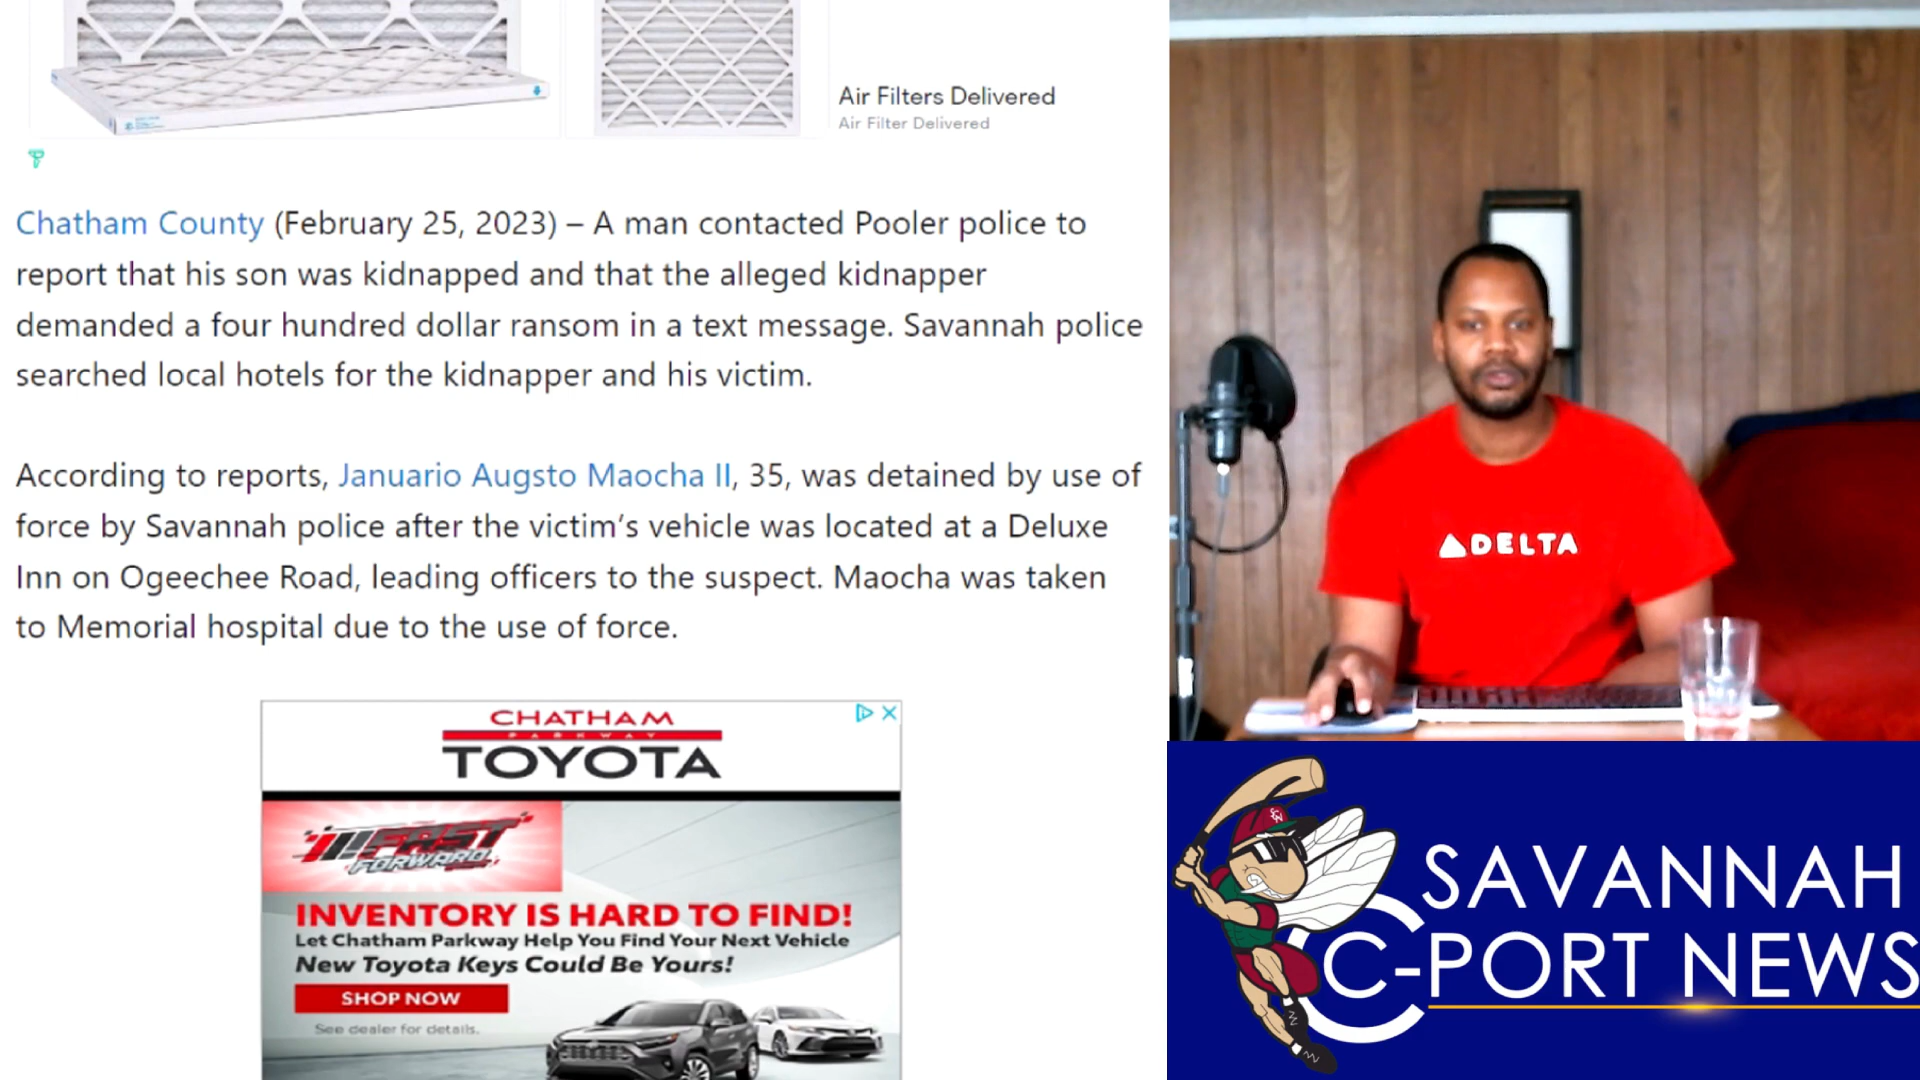 Air Filters Delivered
Air Filter Delivered
Chatham County (February 25, 2023) – A man contacted Pooler police to
report that his son was kidnapped and that the alleged kidnapper
demanded a four hundred dollar ransom in a text message. Savannah police
searched local hotels for the kidnapper and his victim.
According to reports, Januario Augsto Maocha II, 35, was detained by use of
force by Savannah police after the victim’s vehicle was located at a Deluxe
Inn on Ogeechee Road, leading officers to the suspect. Maocha was taken
to Memorial hospital due to the use of force.
CHATHAM
PARKWAY
TOYOTA
FAST
FORWARD
INVENTORY IS HARD TO FIND!
Let Chatham Parkway Help You Find Your Next Vehicle
New Toyota Keys Could Be Yours!
SHOP NOW
See dealer for details.
DELTA
SAVANNAH
C-PORT NEWS